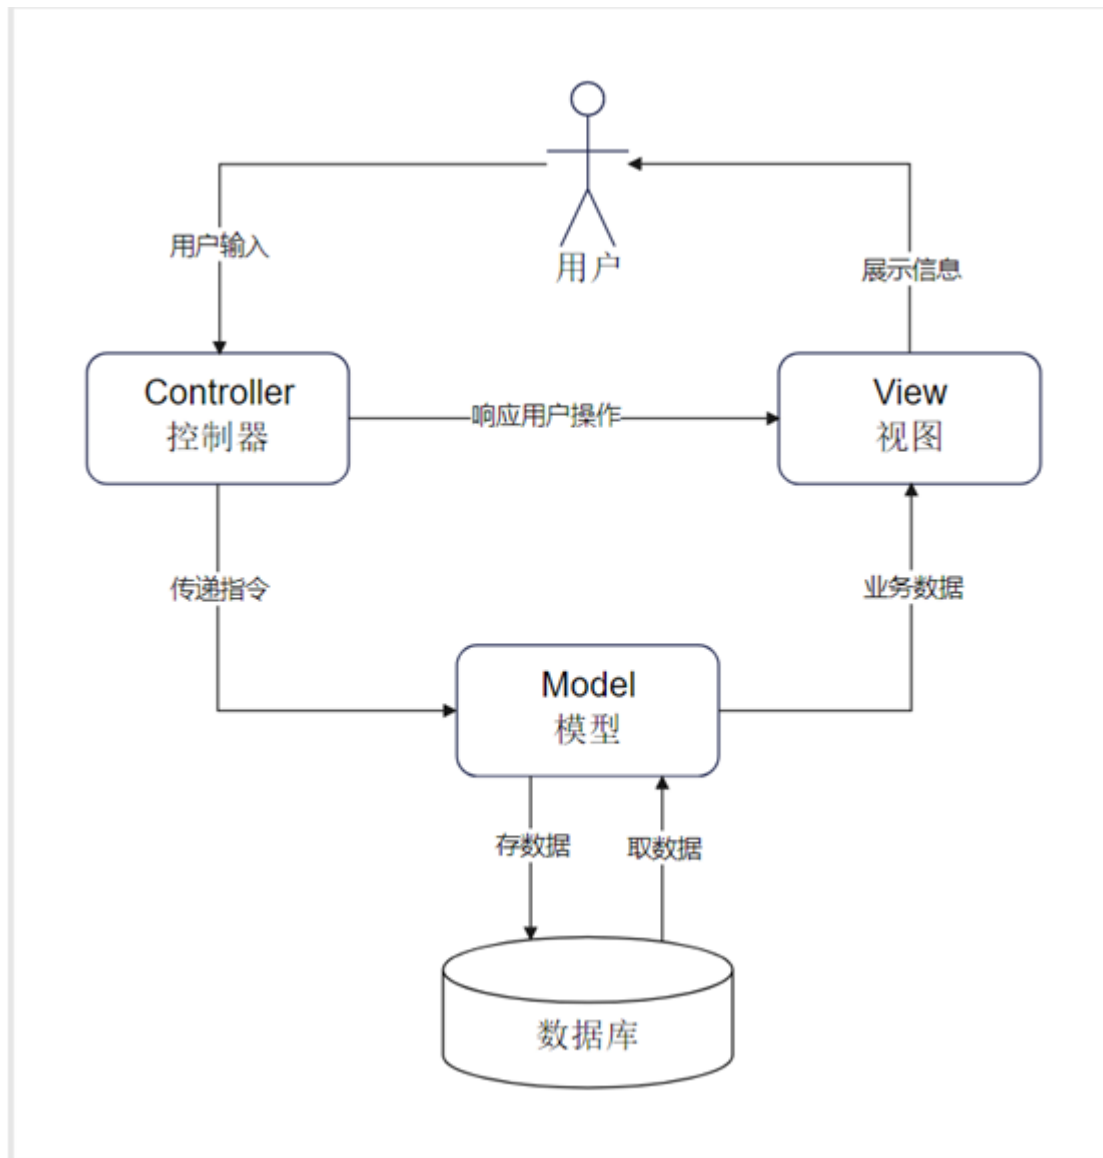 用户
用户输入
展示信息
Controller
控制器
响应用户操作
View
视图
传递指令
业务数据
Model
模型
存数据
取数据
数据库